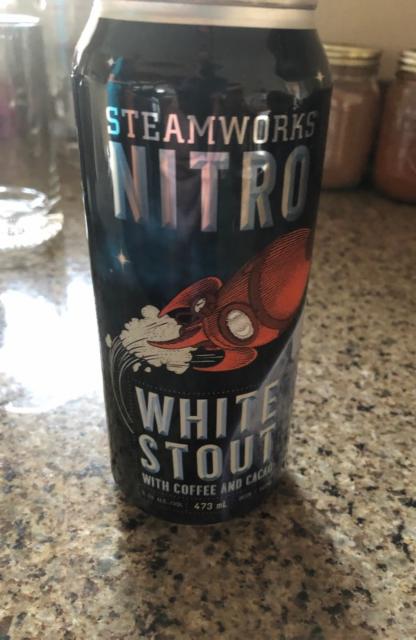 STEAMWORKS
NITRO
WHITE
STOUT
WITH COFFEE AND CACAO
473 mL